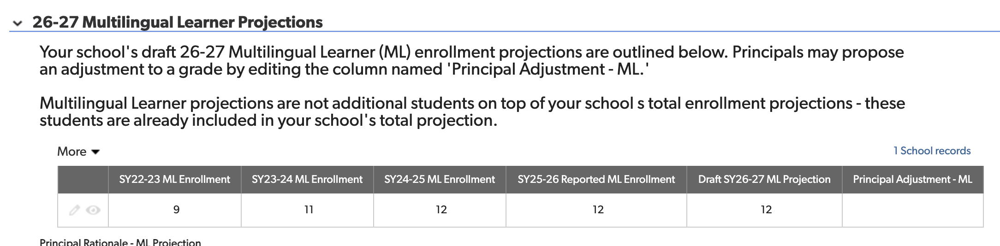 26-27 Multilingual Learner Projections
Your school's draft 26-27 Multilingual Learner (ML) enrollment projections are outlined below. Principals may propose
an adjustment to a grade by editing the column named 'Principal Adjustment - ML.'
Multilingual Learner projections are not additional students on top of your school s total enrollment projections - these
students are already included in your school's total projection.
More
1 School records
SY22-23 ML Enrollment SY23-24 ML Enrollment SY24-25 ML Enrollment SY25-26 Reported ML Enrollment Draft SY26-27 ML Projection Principal Adjustment - ML
9 11 12 12 12
Principal Rationale - ML Projection